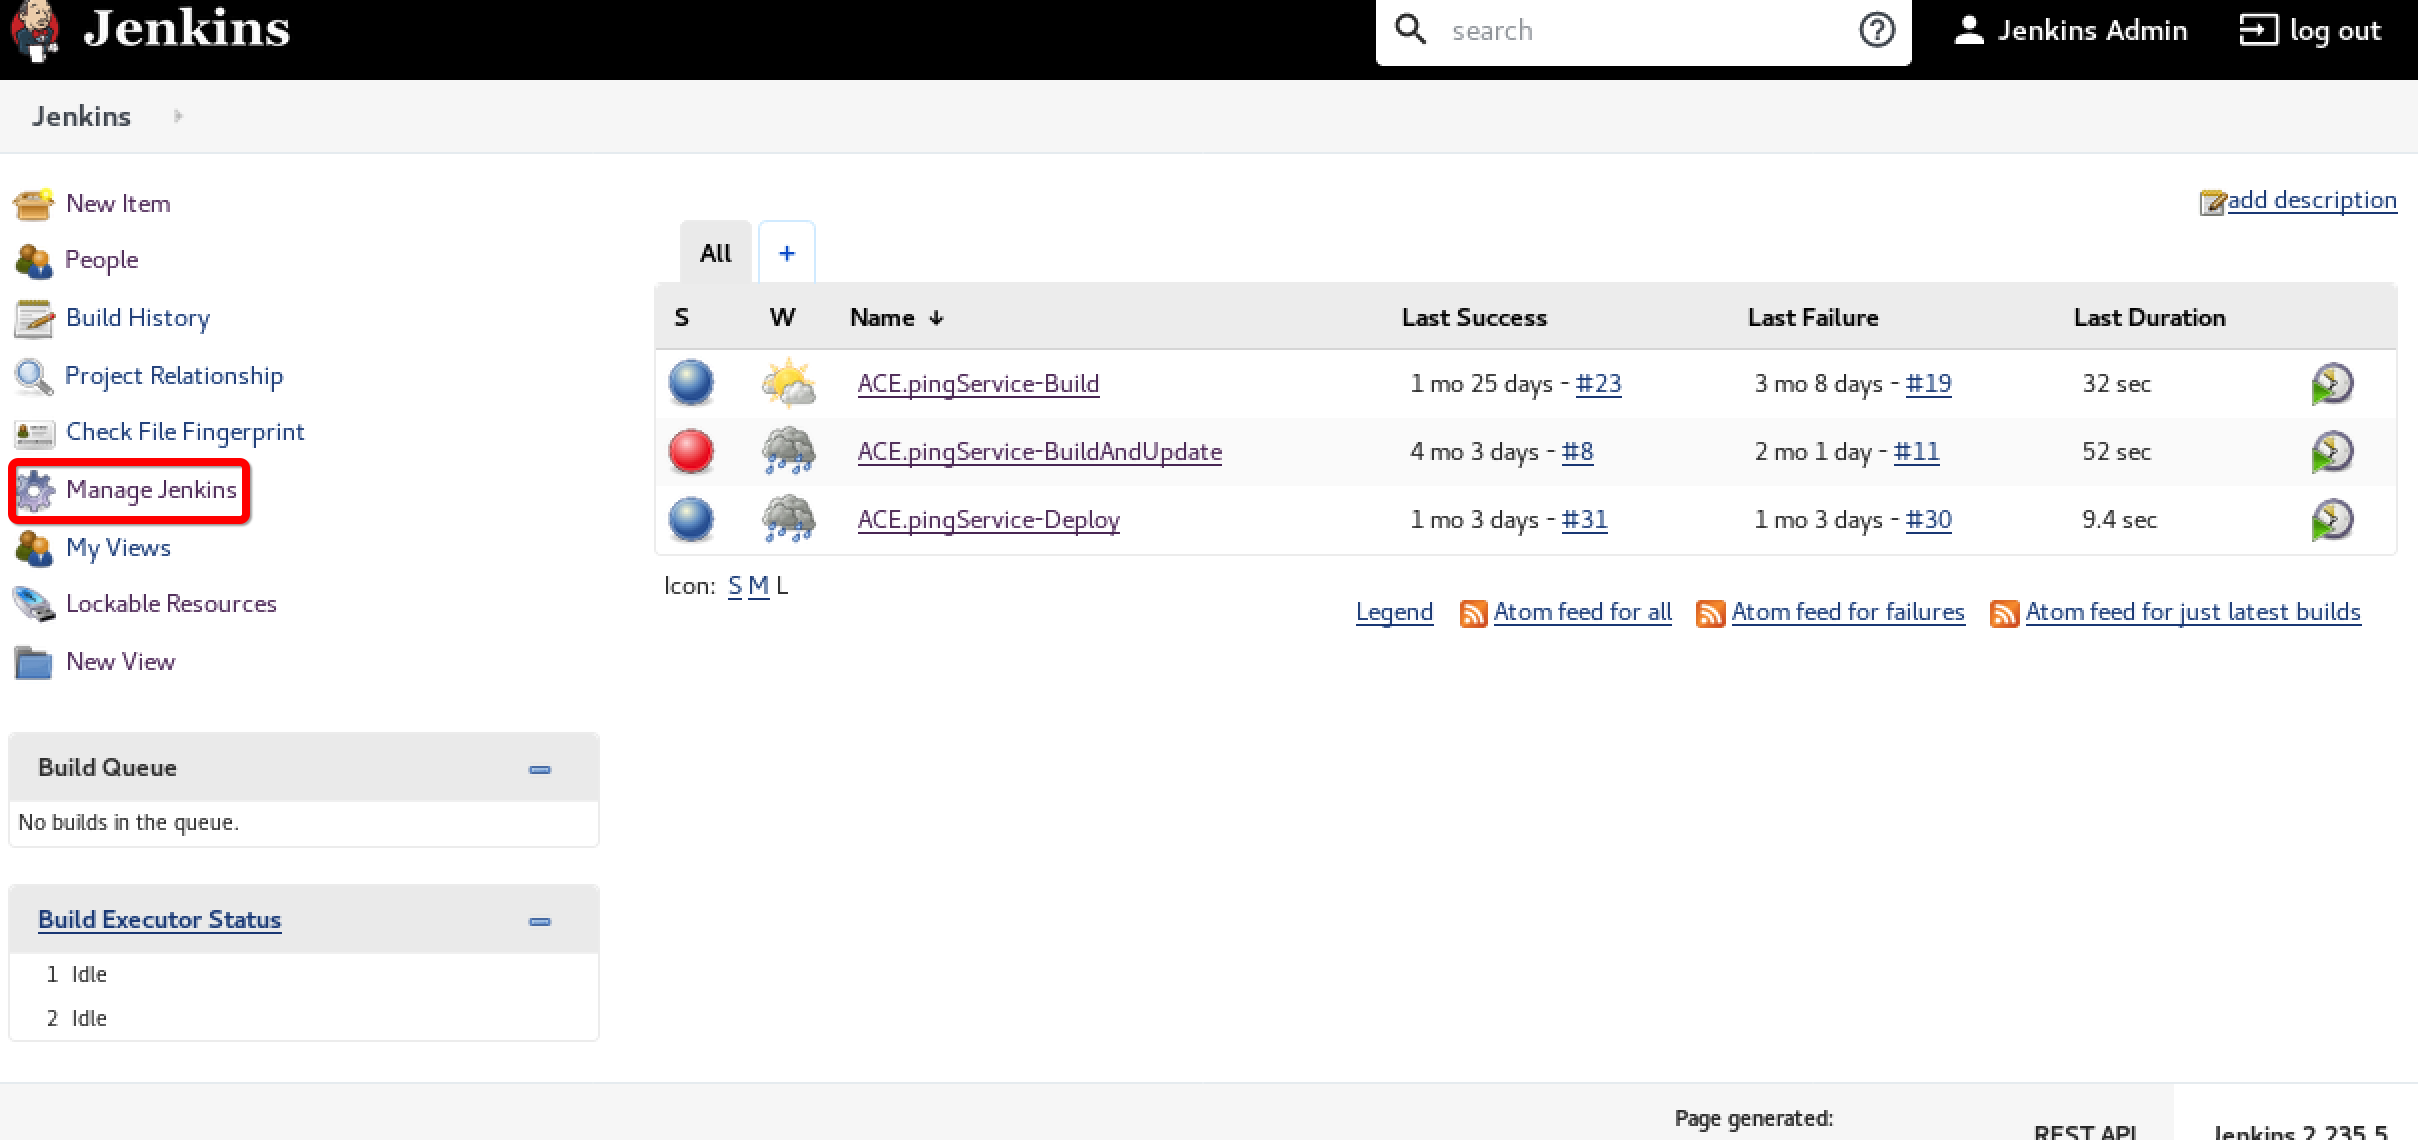 Jenkins
search
Jenkins Admin
log out
Jenkins
New Item
People
Build History
Project Relationship
Check File Fingerprint
Manage Jenkins
My Views
Lockable Resources
New View
Build Queue
No builds in the queue.
Build Executor Status
1 Idle
2 Idle
add description
All +
S W Name ↓ Last Success Last Failure Last Duration
ACE.pingService-Build 1 mo 25 days - #23 3 mo 8 days - #19 32 sec
ACE.pingService-BuildAndUpdate 4 mo 3 days - #8 2 mo 1 day - #11 52 sec
ACE.pingService-Deploy 1 mo 3 days - #31 1 mo 3 days - #30 9.4 sec
Icon: S M L
Legend Atom feed for all Atom feed for failures Atom feed for just latest builds
Page generated:
REST API
Jenkins 2.235.5